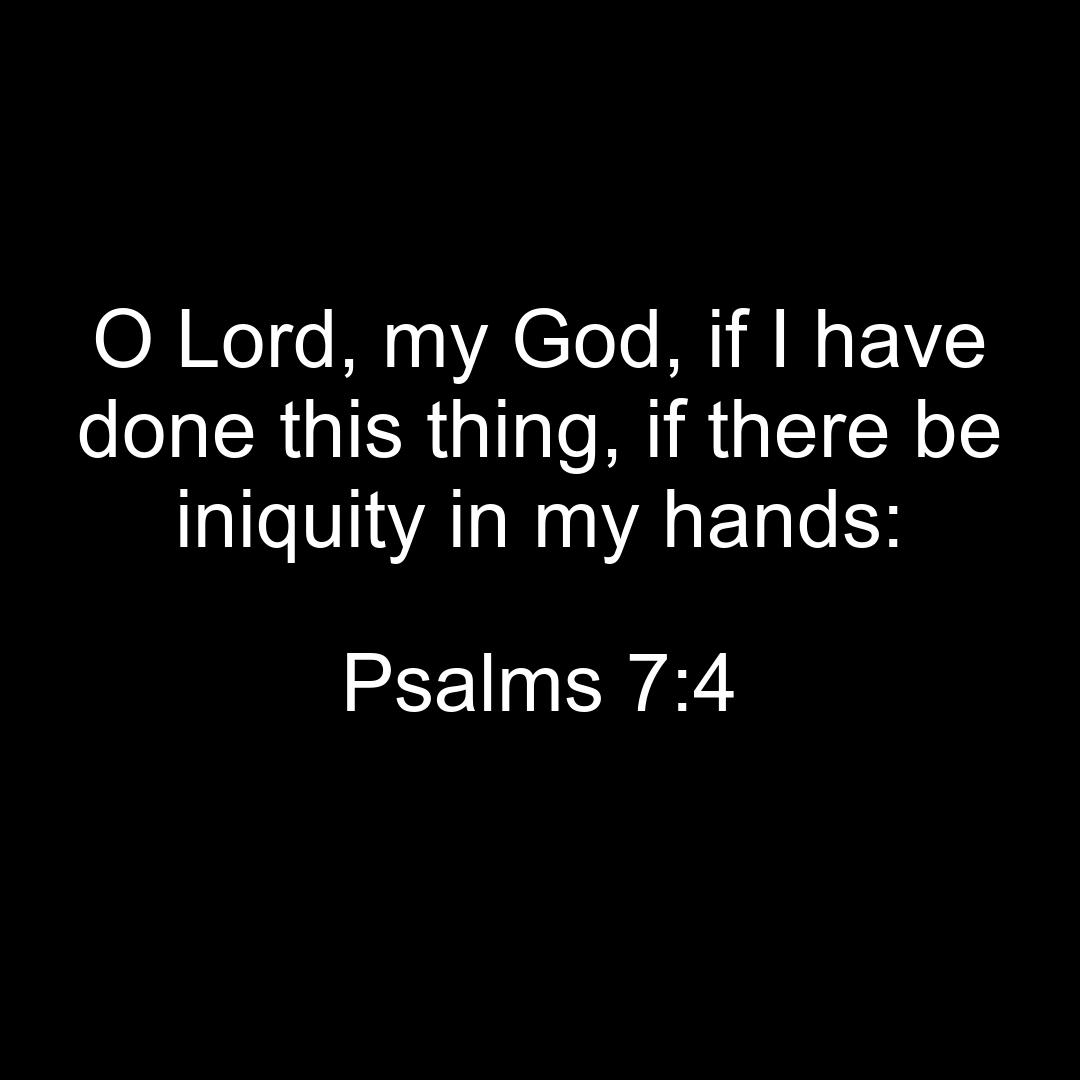 O Lord, my God, if I have
done this thing, if there be
iniquity in my hands:
Psalms 7:4